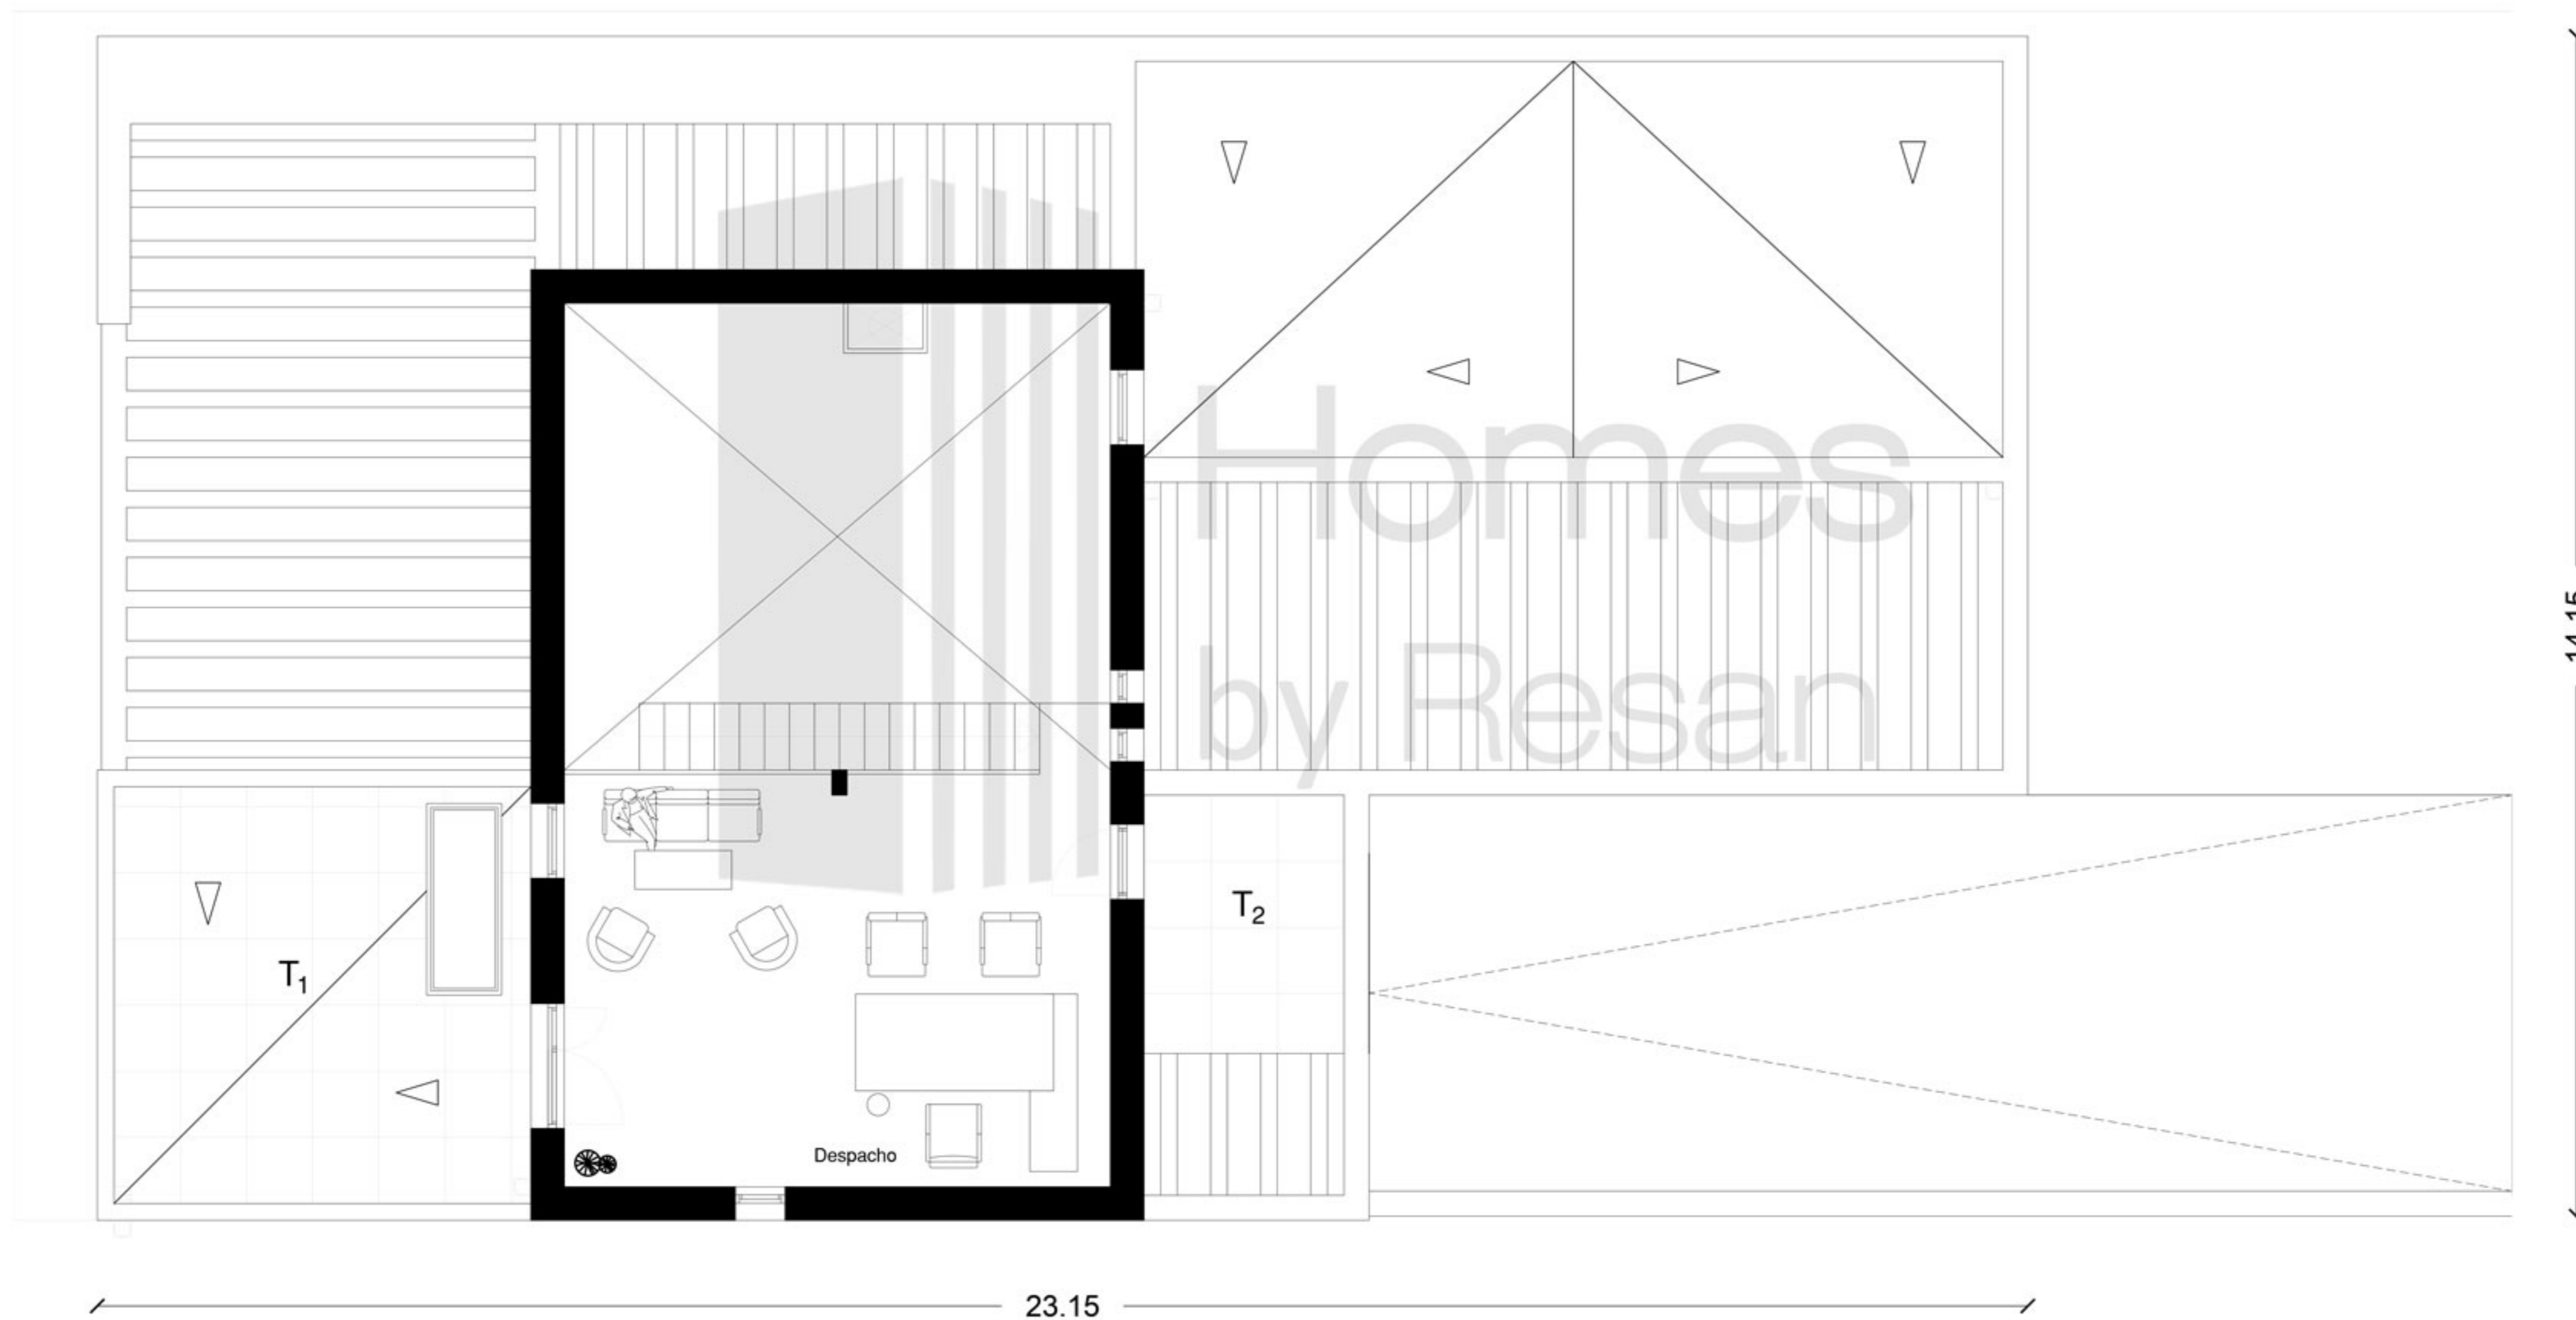 Homes
by Resan
T₁
T₂
Despacho
14.15
23.15